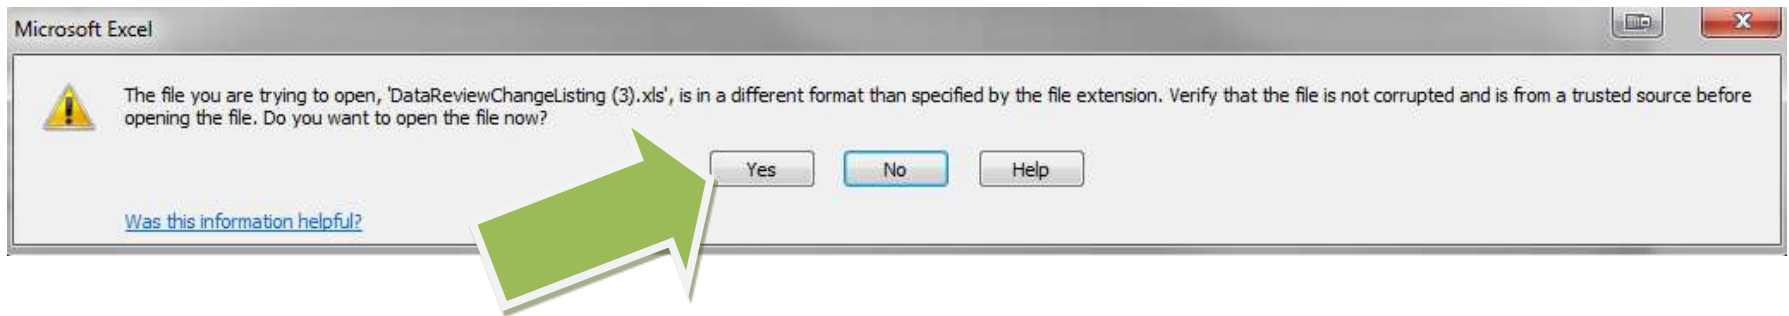 Microsoft Excel
The file you are trying to open, 'DataReviewChangeListing (3).xls', is in a different format than specified by the file extension. Verify that the file is not corrupted and is from a trusted source before
opening the file. Do you want to open the file now?
Yes No Help
Was this information helpful?